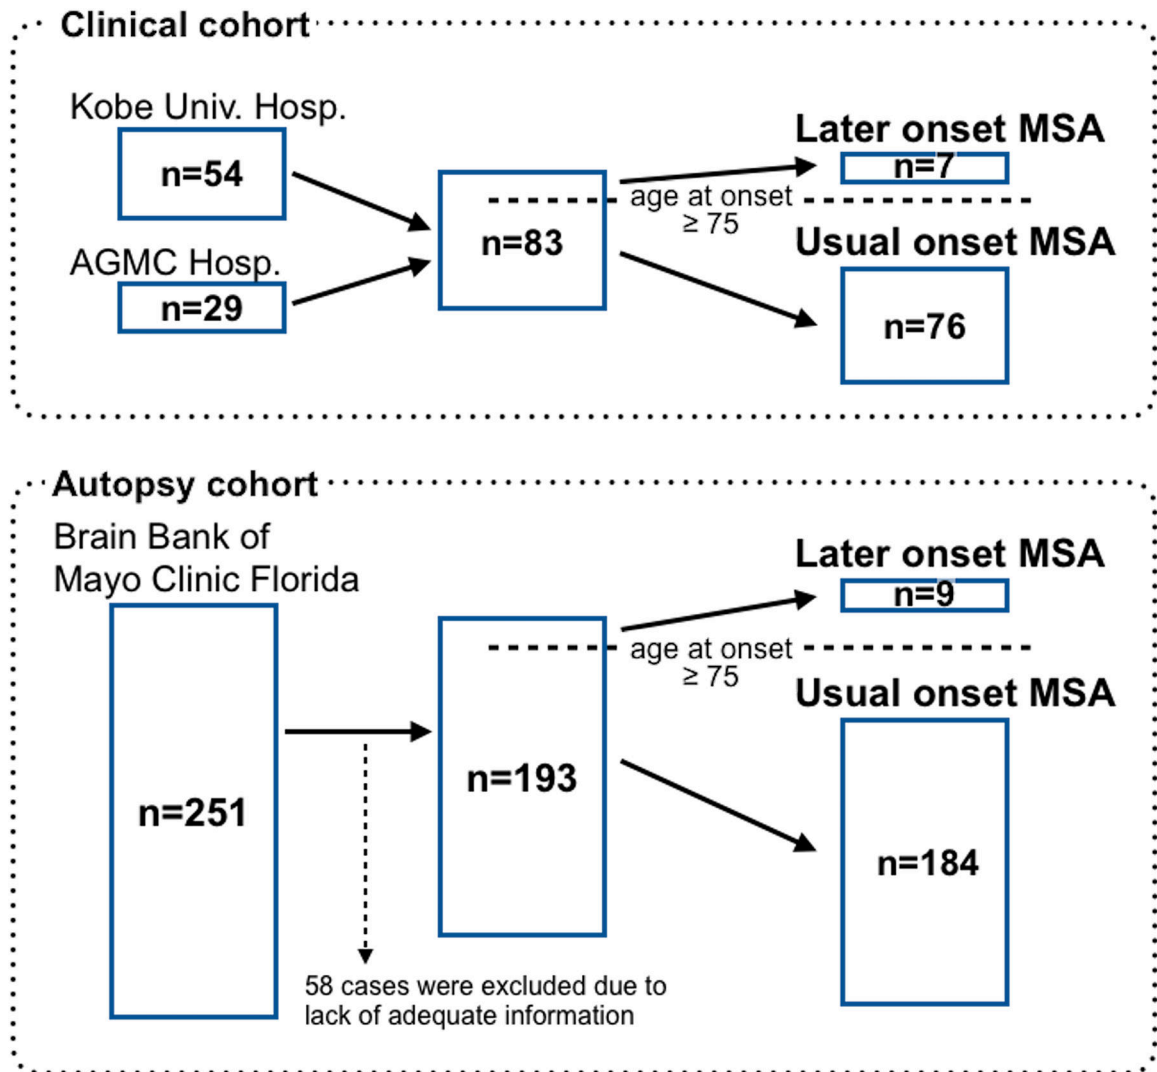 Clinical cohort
Kobe Univ. Hosp.
n=54
AGMC Hosp.
n=29
n=83
age at onset
≥ 75
Later onset MSA
n=7
Usual onset MSA
n=76
Autopsy cohort
Brain Bank of
Mayo Clinic Florida
n=251
58 cases were excluded due to
lack of adequate information
n=193
age at onset
≥ 75
Later onset MSA
n=9
Usual onset MSA
n=184